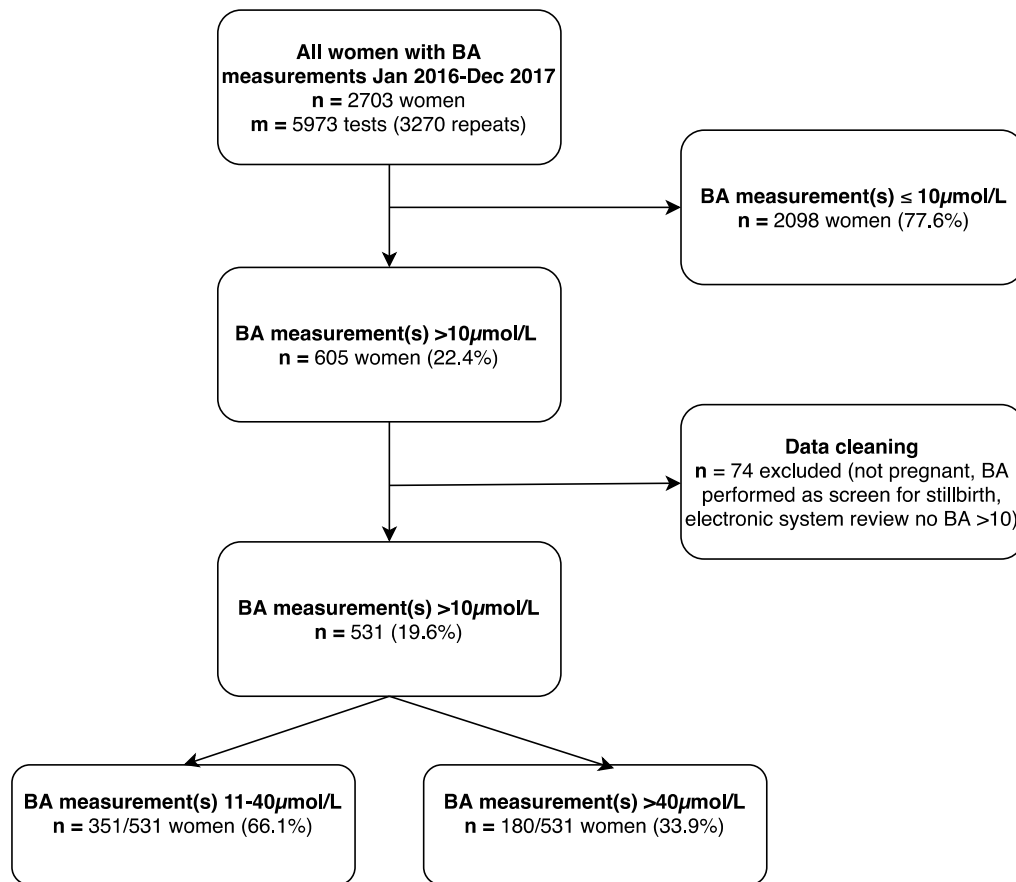 All women with BA
measurements Jan 2016-Dec 2017
n = 2703 women
m = 5973 tests (3270 repeats)
BA measurement(s) ≤ 10µmol/L
n = 2098 women (77.6%)
BA measurement(s) >10µmol/L
n = 605 women (22.4%)
Data cleaning
n = 74 excluded (not pregnant, BA
performed as screen for stillbirth,
electronic system review no BA >10)
BA measurement(s) >10µmol/L
n = 531 (19.6%)
BA measurement(s) 11-40µmol/L
n = 351/531 women (66.1%)
BA measurement(s) >40µmol/L
n = 180/531 women (33.9%)